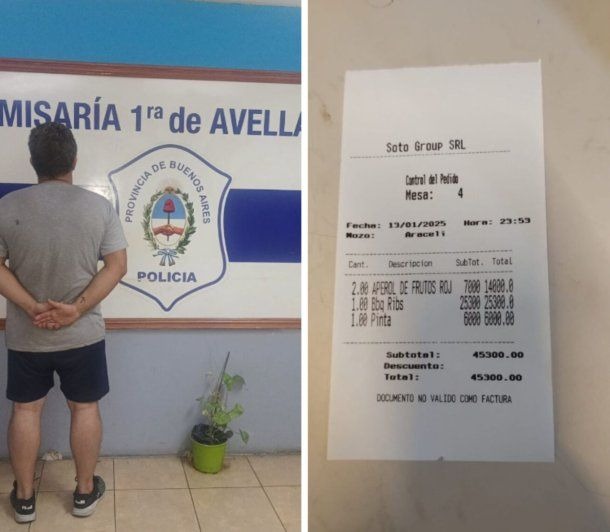 MISARÍA 1ra de AVELLA
PROVINCIA DE BUENOS AIRES
POLICIA
Soto Group SRL
Control del Pedido
Mesa: 4
Fecha: 13/01/2025 Hora: 23:53
Mozo: Araceli
Cant. Descripcion SubTot. Total
2.00 APEROL DE FRUTOS ROJ 7000 14000.0
1.00 Bbq Ribs 25300 25300.0
1.00 Pinta 6000 6000.00
Subtotal: 45300.00
Descuento:
Total: 45300.00
DOCUMENTO NO VALIDO COMO FACTURA